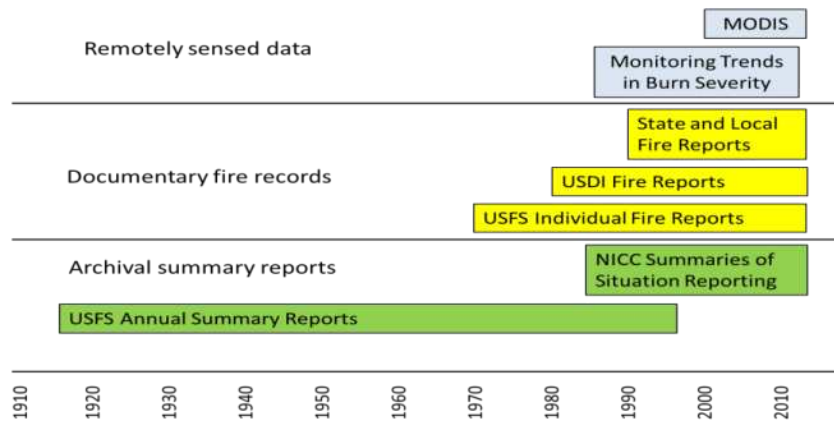 MODIS
Remotely sensed data
Monitoring Trends
in Burn Severity
State and Local
Fire Reports
Documentary fire records
USDI Fire Reports
USFS Individual Fire Reports
Archival summary reports
NICC Summaries of
Situation Reporting
USFS Annual Summary Reports
1910
1920
1930
1940
1950
1960
1970
1980
1990
2000
2010